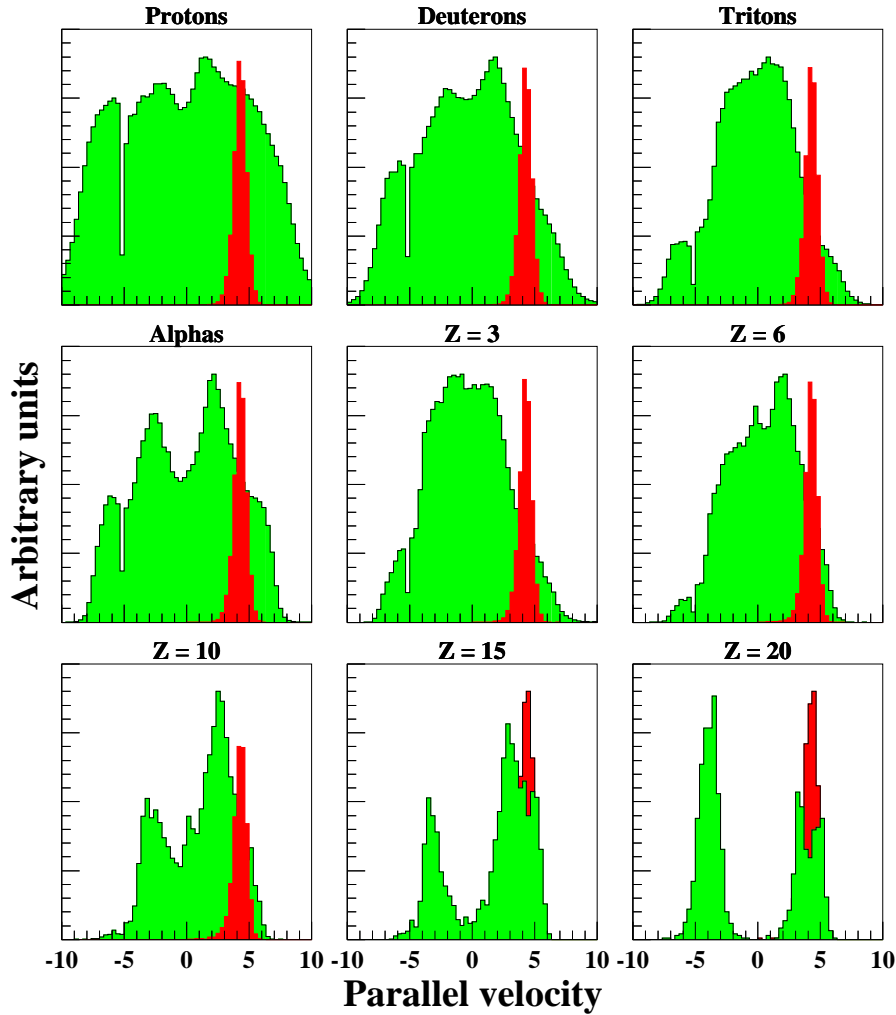 Protons Deuterons Tritons
Alphas Z = 3 Z = 6
Arbitrary units
Z = 10 Z = 15 Z = 20
-10 -5 0 5 10 -10 -5 0 5 10 -10 -5 0 5 10
Parallel velocity